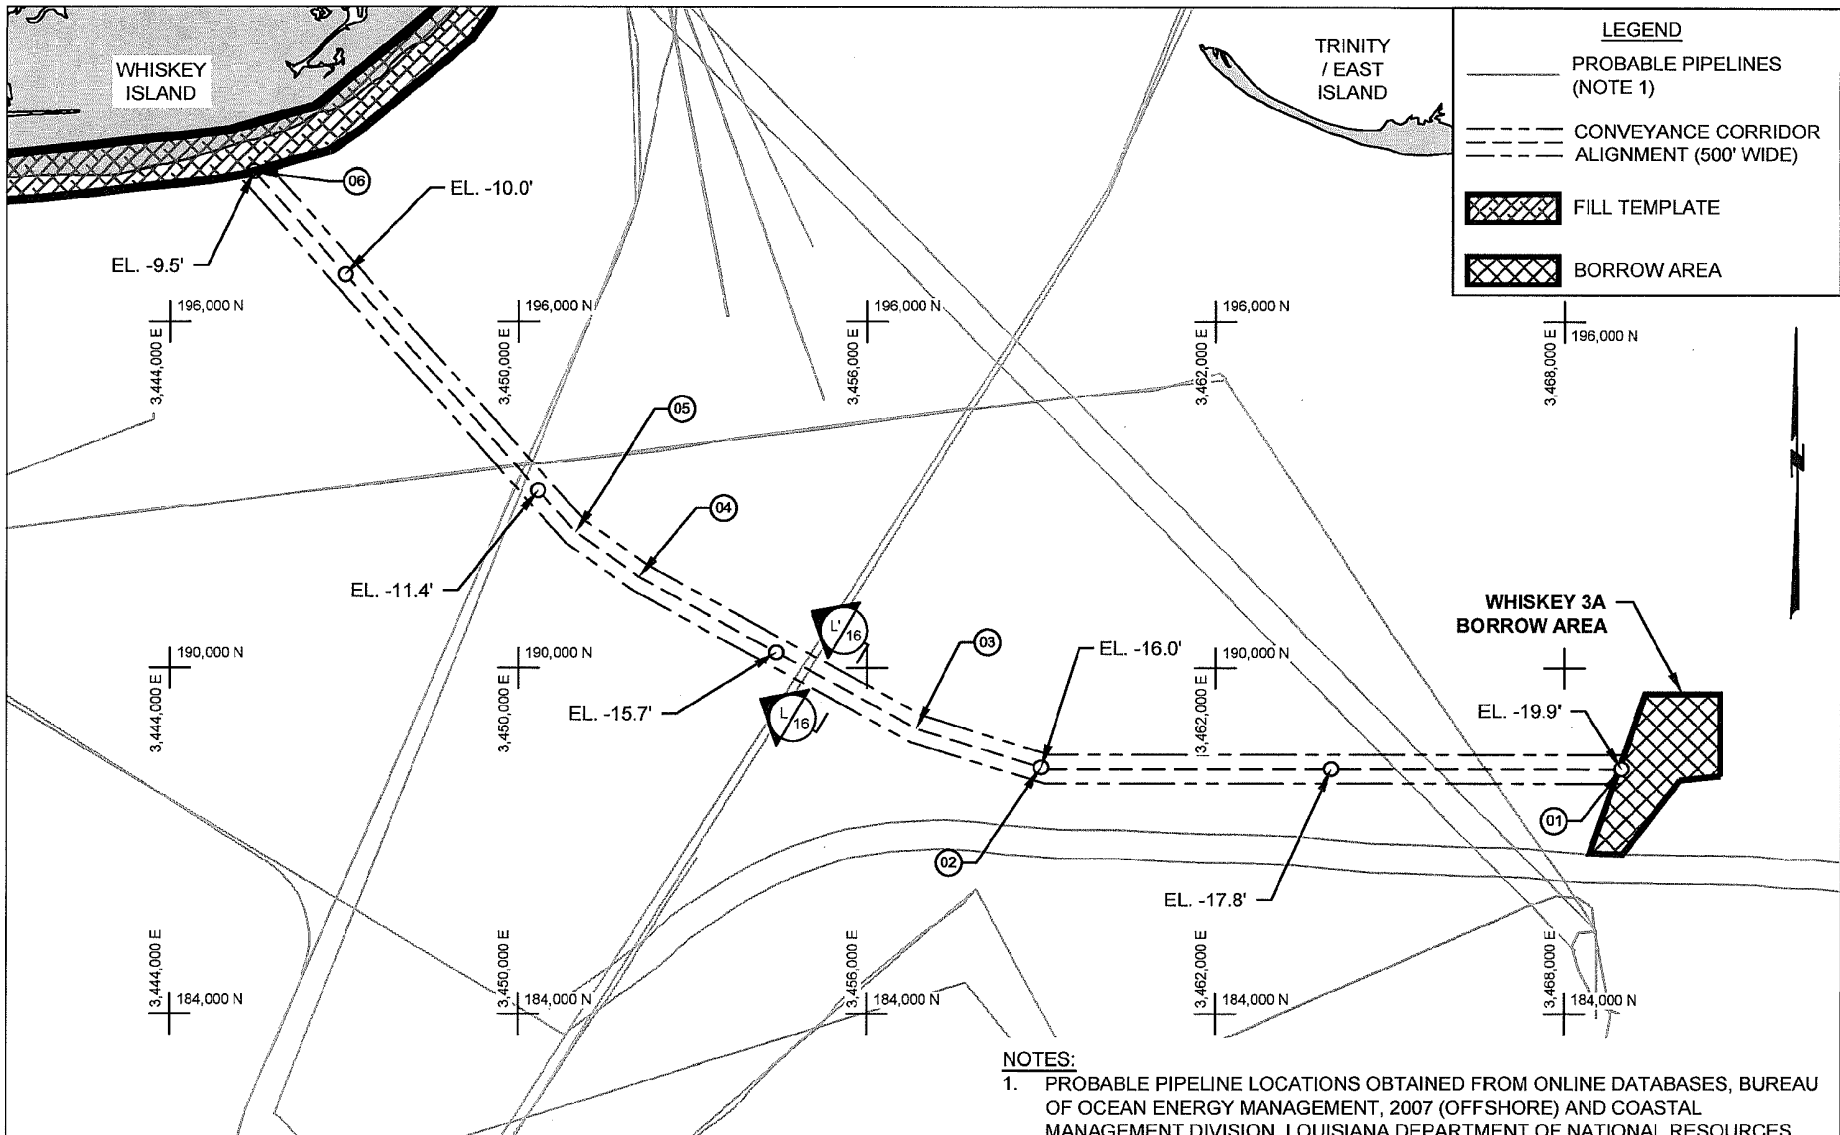 WHISKEY
ISLAND
TRINITY
/ EAST
ISLAND
LEGEND
PROBABLE PIPELINES
(NOTE 1)
CONVEYANCE CORRIDOR
ALIGNMENT (500' WIDE)
FILL TEMPLATE
BORROW AREA
06
EL. -10.0'
EL. -9.5'
196,000 N
3,444,000 E
196,000 N
3,450,000 E
196,000 N
3,456,000 E
196,000 N
3,462,000 E
196,000 N
3,468,000 E
05
04
EL. -11.4'
L'
16
03
EL. -16.0'
WHISKEY 3A
BORROW AREA
190,000 N
3,444,000 E
190,000 N
3,450,000 E
190,000 N
3,462,000 E
EL. -15.7'
L
16
EL. -19.9'
01
02
EL. -17.8'
3,444,000 E
184,000 N
3,450,000 E
184,000 N
3,456,000 E
184,000 N
3,462,000 E
184,000 N
3,468,000 E
184,000 N
NOTES:
1. PROBABLE PIPELINE LOCATIONS OBTAINED FROM ONLINE DATABASES, BUREAU
OF OCEAN ENERGY MANAGEMENT, 2007 (OFFSHORE) AND COASTAL
MANAGEMENT DIVISION, LOUISIANA DEPARTMENT OF NATIONAL RESOURCES